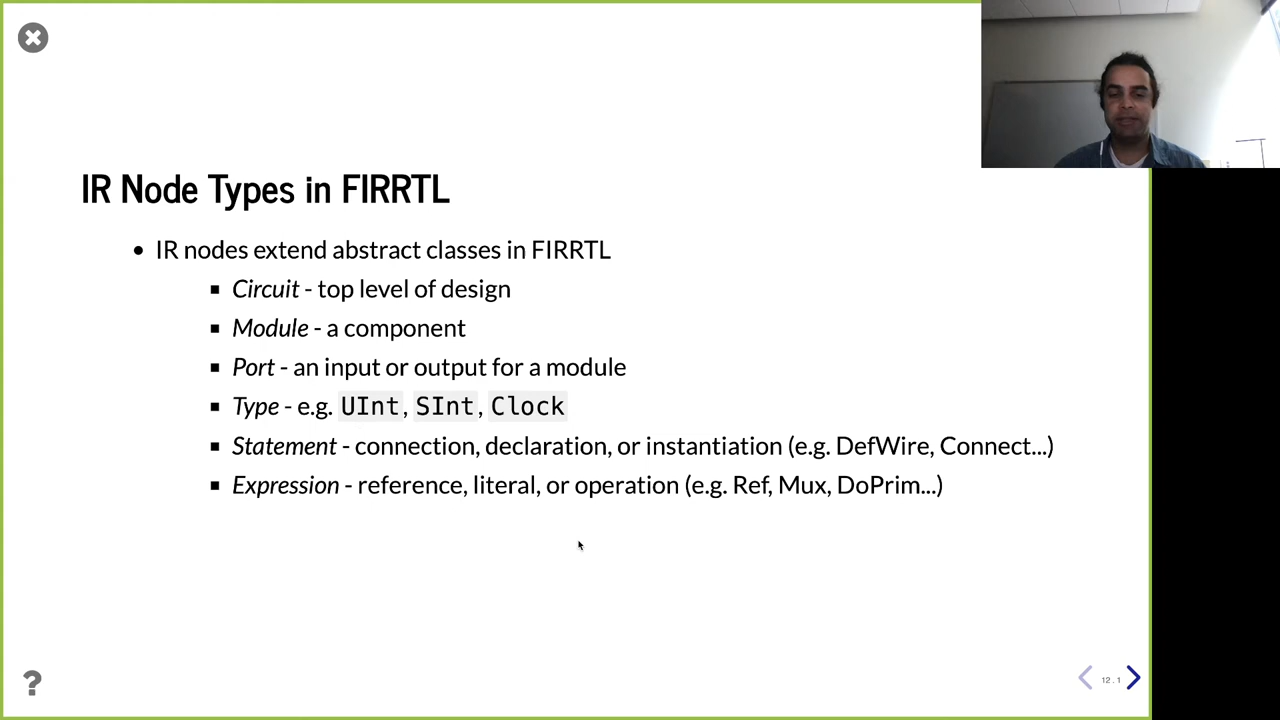 IR Node Types in FIRRTL
• IR nodes extend abstract classes in FIRRTL
▪ Circuit - top level of design
▪ Module - a component
▪ Port - an input or output for a module
▪ Type - e.g. UInt, SInt, Clock
▪ Statement - connection, declaration, or instantiation (e.g. DefWire, Connect...)
▪ Expression - reference, literal, or operation (e.g. Ref, Mux, DoPrim...)
?
12.1